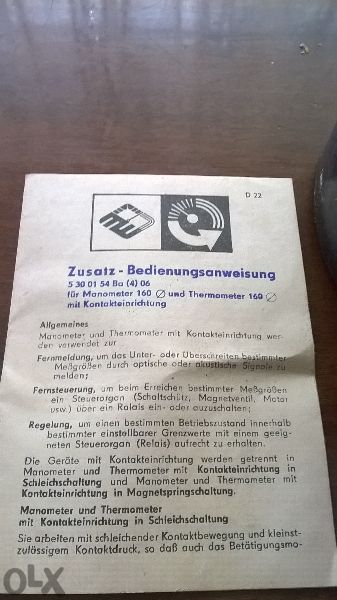 D 22
Zusatz - Bedienungsanweisung
5 30 01 54 Ba (4) 06
für Manometer 160 ∅ und Thermometer 160 ∅
mit Kontakteinrichtung
Allgemeines
Manometer und Thermometer mit Kontakteinrichtung wer-
den verwendet zur
Fernmeldung, um das Unter- oder Überschreiten bestimmter
Meßgrößen durch optische oder akustische Signale zu
melden;
Fernsteuerung, um beim Erreichen bestimmter Meßgrößen
ein Steuerorgan (Schaltschütz, Magnetventil, Motor
usw.) über ein Relais ein- oder auszuschalten;
Regelung, um einen bestimmten Betriebszustand innerhalb
bestimmter einstellbarer Grenzwerte mit einem geeig-
neten Steuerorgan (Relais) aufrecht zu erhalten.
Die Geräte mit Kontakteinrichtung werden getrennt in
Manometer und Thermometer mit Kontakteinrichtung in
Schleichschaltung und Manometer und Thermometer mit
Kontakteinrichtung in Magnetspringschaltung.
Manometer und Thermometer
mit Kontakteinrichtung in Schleichschaltung
Sie arbeiten mit schleichender Kontaktbewegung und kleinst-
zulässigem Kontaktdruck, so daß auch das Betätigungsmo-
OLX